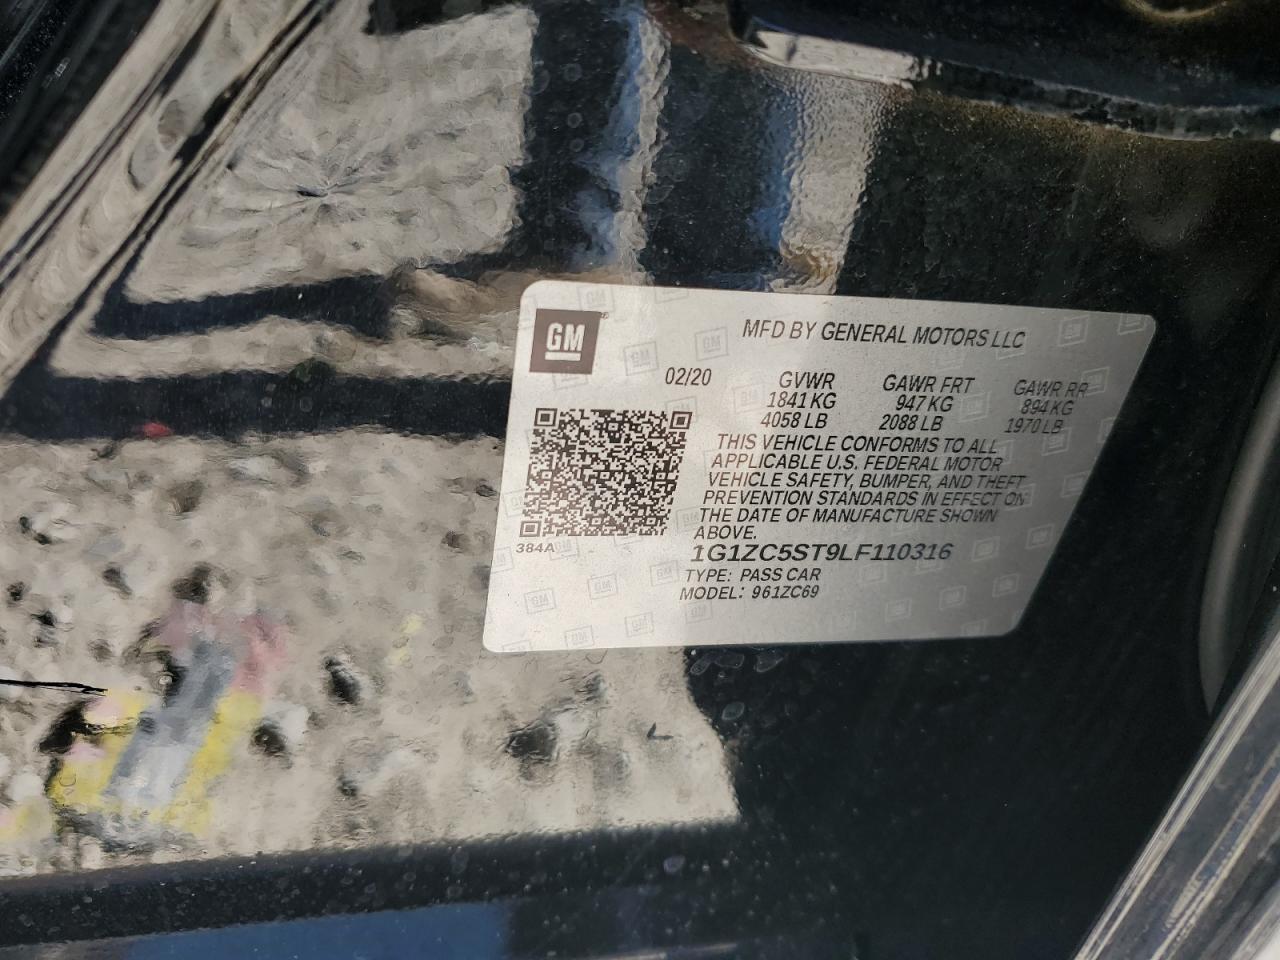 GM
MFD BY GENERAL MOTORS LLC
02/20 GVWR GAWR FRT GAWR RR
1841 KG 947 KG 894 KG
4058 LB 2088 LB 1970 LB
THIS VEHICLE CONFORMS TO ALL
APPLICABLE U.S. FEDERAL MOTOR
VEHICLE SAFETY, BUMPER, AND THEFT
PREVENTION STANDARDS IN EFFECT ON
THE DATE OF MANUFACTURE SHOWN
ABOVE.
384A
1G1ZC5ST9LF110316
TYPE: PASS CAR
MODEL: 961ZC69